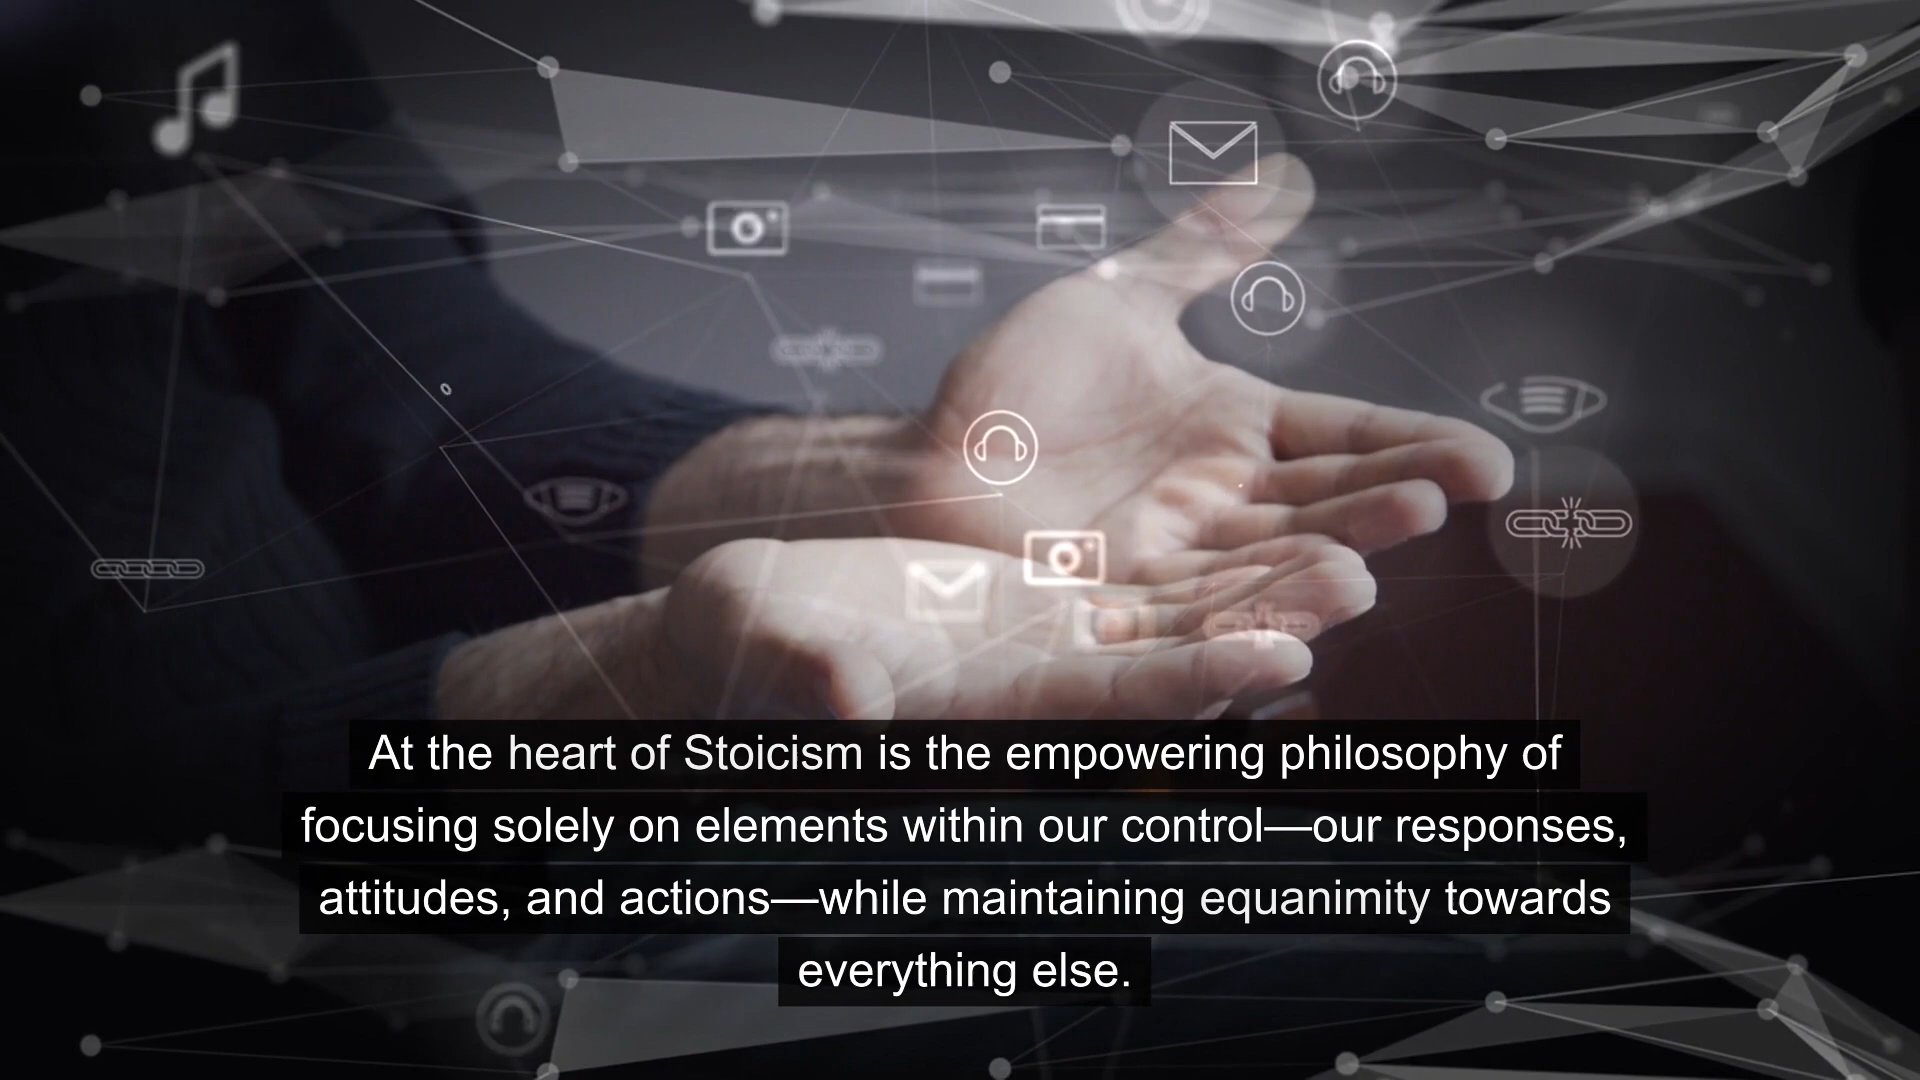 At the heart of Stoicism is the empowering philosophy of
focusing solely on elements within our control—our responses,
attitudes, and actions—while maintaining equanimity towards
everything else.